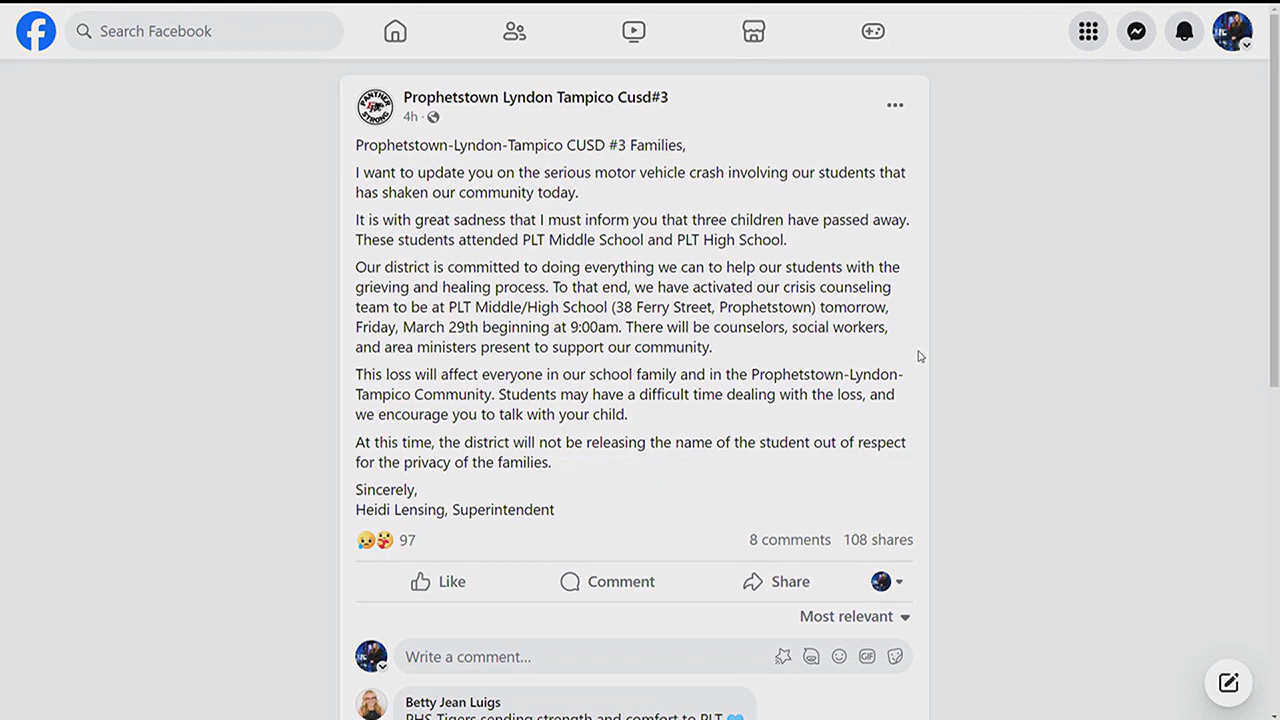 Search Facebook
PANTHER
STRONG
Prophetstown Lyndon Tampico Cusd#3
4h ·
Prophetstown-Lyndon-Tampico CUSD #3 Families,
I want to update you on the serious motor vehicle crash involving our students that
has shaken our community today.
It is with great sadness that I must inform you that three children have passed away.
These students attended PLT Middle School and PLT High School.
Our district is committed to doing everything we can to help our students with the
grieving and healing process. To that end, we have activated our crisis counseling
team to be at PLT Middle/High School (38 Ferry Street, Prophetstown) tomorrow,
Friday, March 29th beginning at 9:00am. There will be counselors, social workers,
and area ministers present to support our community.
This loss will affect everyone in our school family and in the Prophetstown-Lyndon-
Tampico Community. Students may have a difficult time dealing with the loss, and
we encourage you to talk with your child.
At this time, the district will not be releasing the name of the student out of respect
for the privacy of the families.
Sincerely,
Heidi Lensing, Superintendent
97 8 comments 108 shares
Like Comment Share
Most relevant
Write a comment...
GIF
Betty Jean Luigs
PHS Tigers sending strength and comfort to PLT